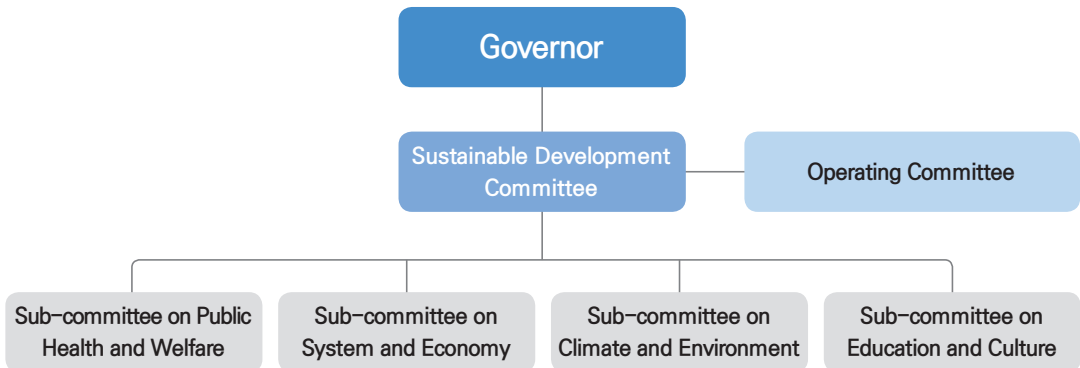 Governor
Sustainable Development
Committee
Operating Committee
Sub-committee on Public
Health and Welfare
Sub-committee on
System and Economy
Sub-committee on
Climate and Environment
Sub-committee on
Education and Culture